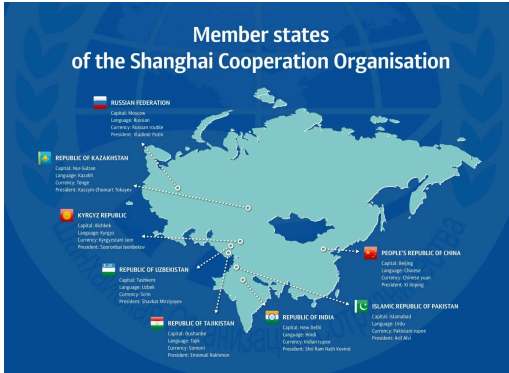 Member states
of the Shanghai Cooperation Organisation
RUSSIAN FEDERATION
Capital: Moscow
Language: Russian
Currency: Russian rouble
President: Vladimir Putin
REPUBLIC OF KAZAKHSTAN
Capital: Nur-Sultan
Language: Kazakh
Currency: Tenge
President: Kassym-Zhomart Tokayev
KYRGYZ REPUBLIC
Capital: Bishkek
Language: Kyrgyz
Currency: Kyrgyzstani som
President: Sooronbai Jeenbekov
REPUBLIC OF UZBEKISTAN
Capital: Tashkent
Language: Uzbek
Currency: So'm
President: Shavkat Mirziyoyev
REPUBLIC OF TAJIKISTAN
Capital: Dushanbe
Language: Tajik
Currency: Somoni
President: Emomali Rakhmon
REPUBLIC OF INDIA
Capital: New Delhi
Language: Hindi
Currency: Indian rupee
President: Shri Ram Nath Kovind
PEOPLE'S REPUBLIC OF CHINA
Capital: Beijing
Language: Chinese
Currency: Chinese yuan
President: Xi Jinping
ISLAMIC REPUBLIC OF PAKISTAN
Capital: Islamabad
Language: Urdu
Currency: Pakistani rupee
President: Arif Alvi